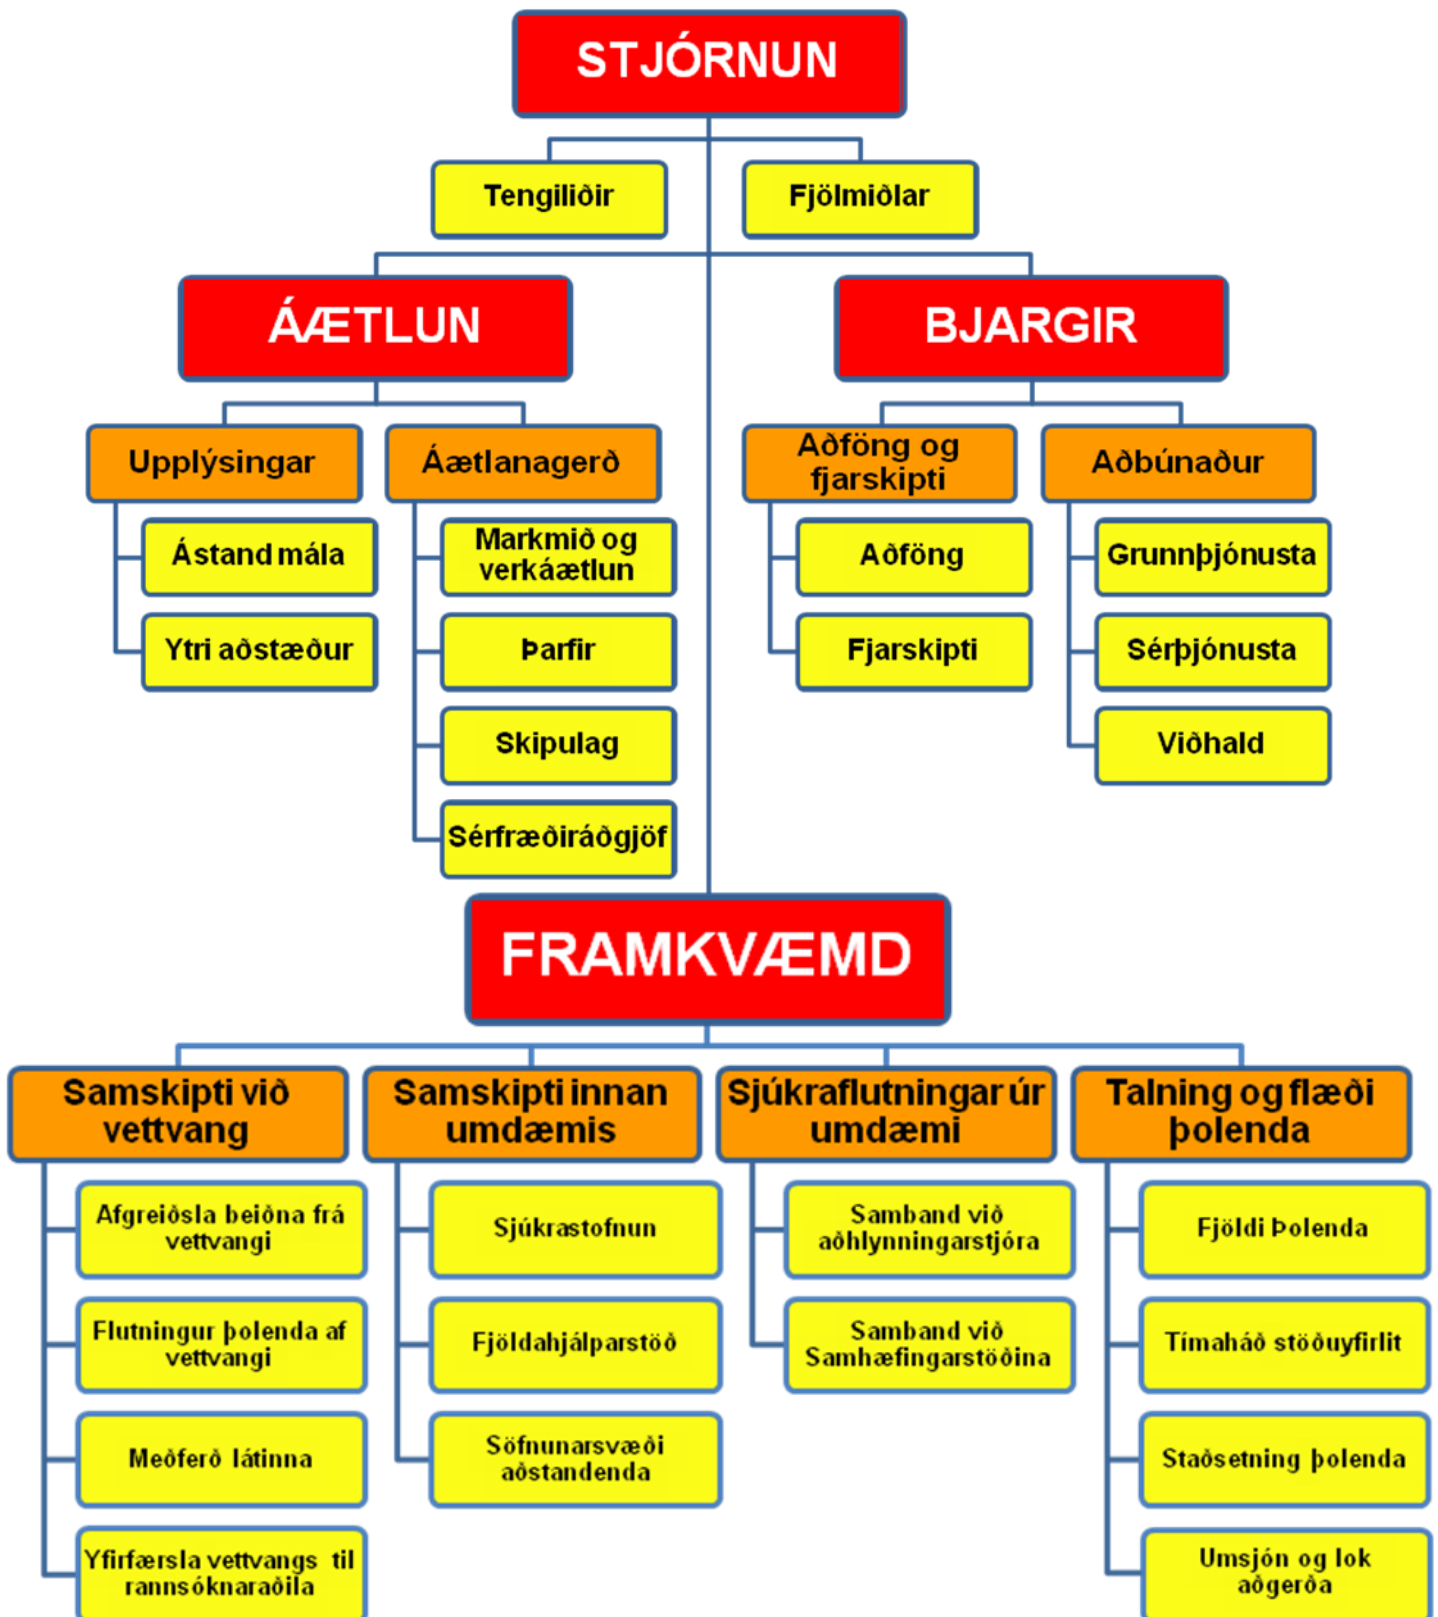 STJÓRNUN
Tengiliðir
Fjölmiðlar
ÁÆTLUN
BJARGIR
Upplýsingar
Ástand mála
Ytri aðstæður
Áætlanagerð
Markmið og
verkáætlun
Þarfir
Skipulag
Sérfræðiráðgjöf
Aðföng og
fjarskipti
Aðföng
Fjarskipti
Aðbúnaður
Grunnþjónusta
Sérþjónusta
Viðhald
FRAMKVÆMD
Samskipti við
vettvang
Afgreiðsla beiðna frá
vettvangi
Flutningur þolenda af
vettvangi
Meðferð látinna
Yfirfærsla vettvangs til
rannsóknaraðila
Samskipti innan
umdæmis
Sjúkrastofnun
Fjöldahjálparstöð
Söfnunarsvæði
aðstandenda
Sjúkraflutningar úr
umdæmi
Samband við
aðhlynningarstjóra
Samband við
Samhæfingarstöðina
Talning og flæði
þolenda
Fjöldi Þolenda
Tímaháð stöðuyfirlit
Staðsetning þolenda
Umsjón og lok
aðgerða